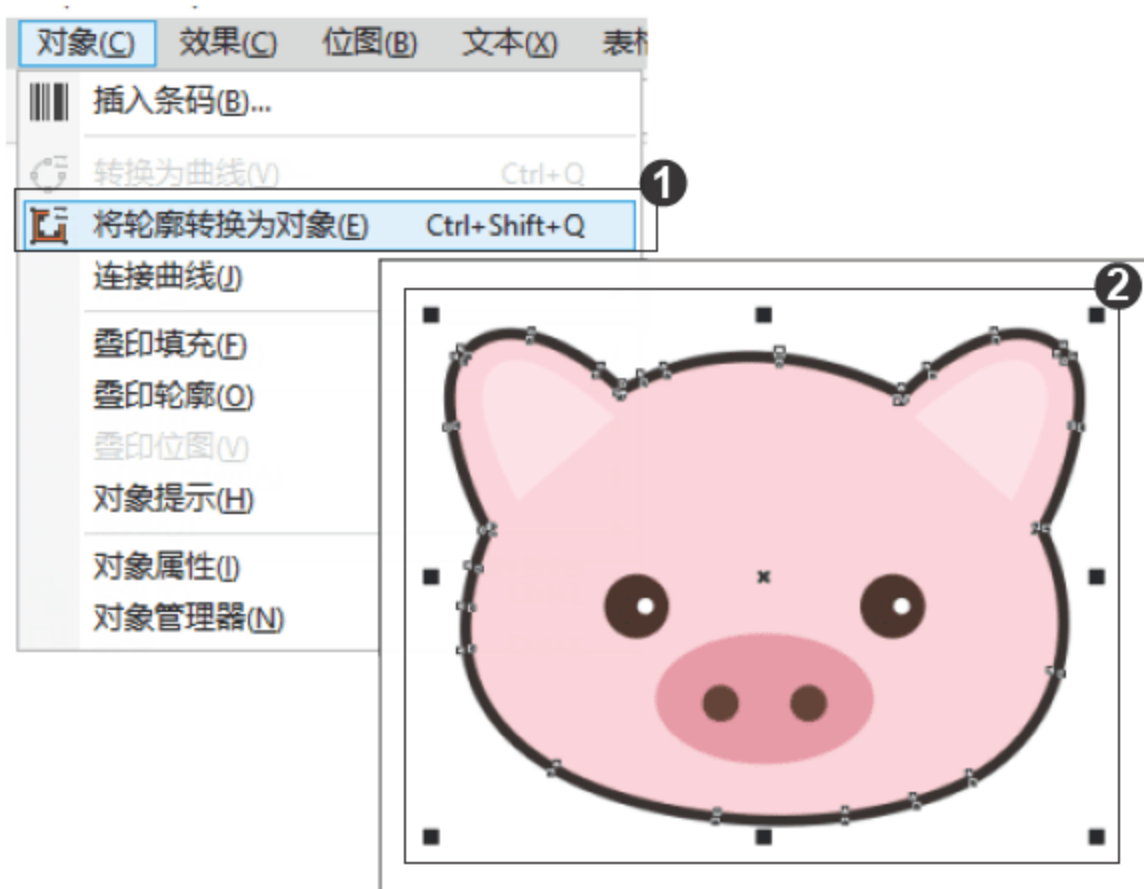 对象(C) 效果(C) 位图(B) 文本(X)
插入条码(B)...
转换为曲线(V) Ctrl+Q
1
将轮廓转换为对象(E) Ctrl+Shift+Q
连接曲线(J)
2
叠印填充(F)
叠印轮廓(O)
叠印位图(V)
对象提示(H)
对象属性(I)
对象管理器(N)